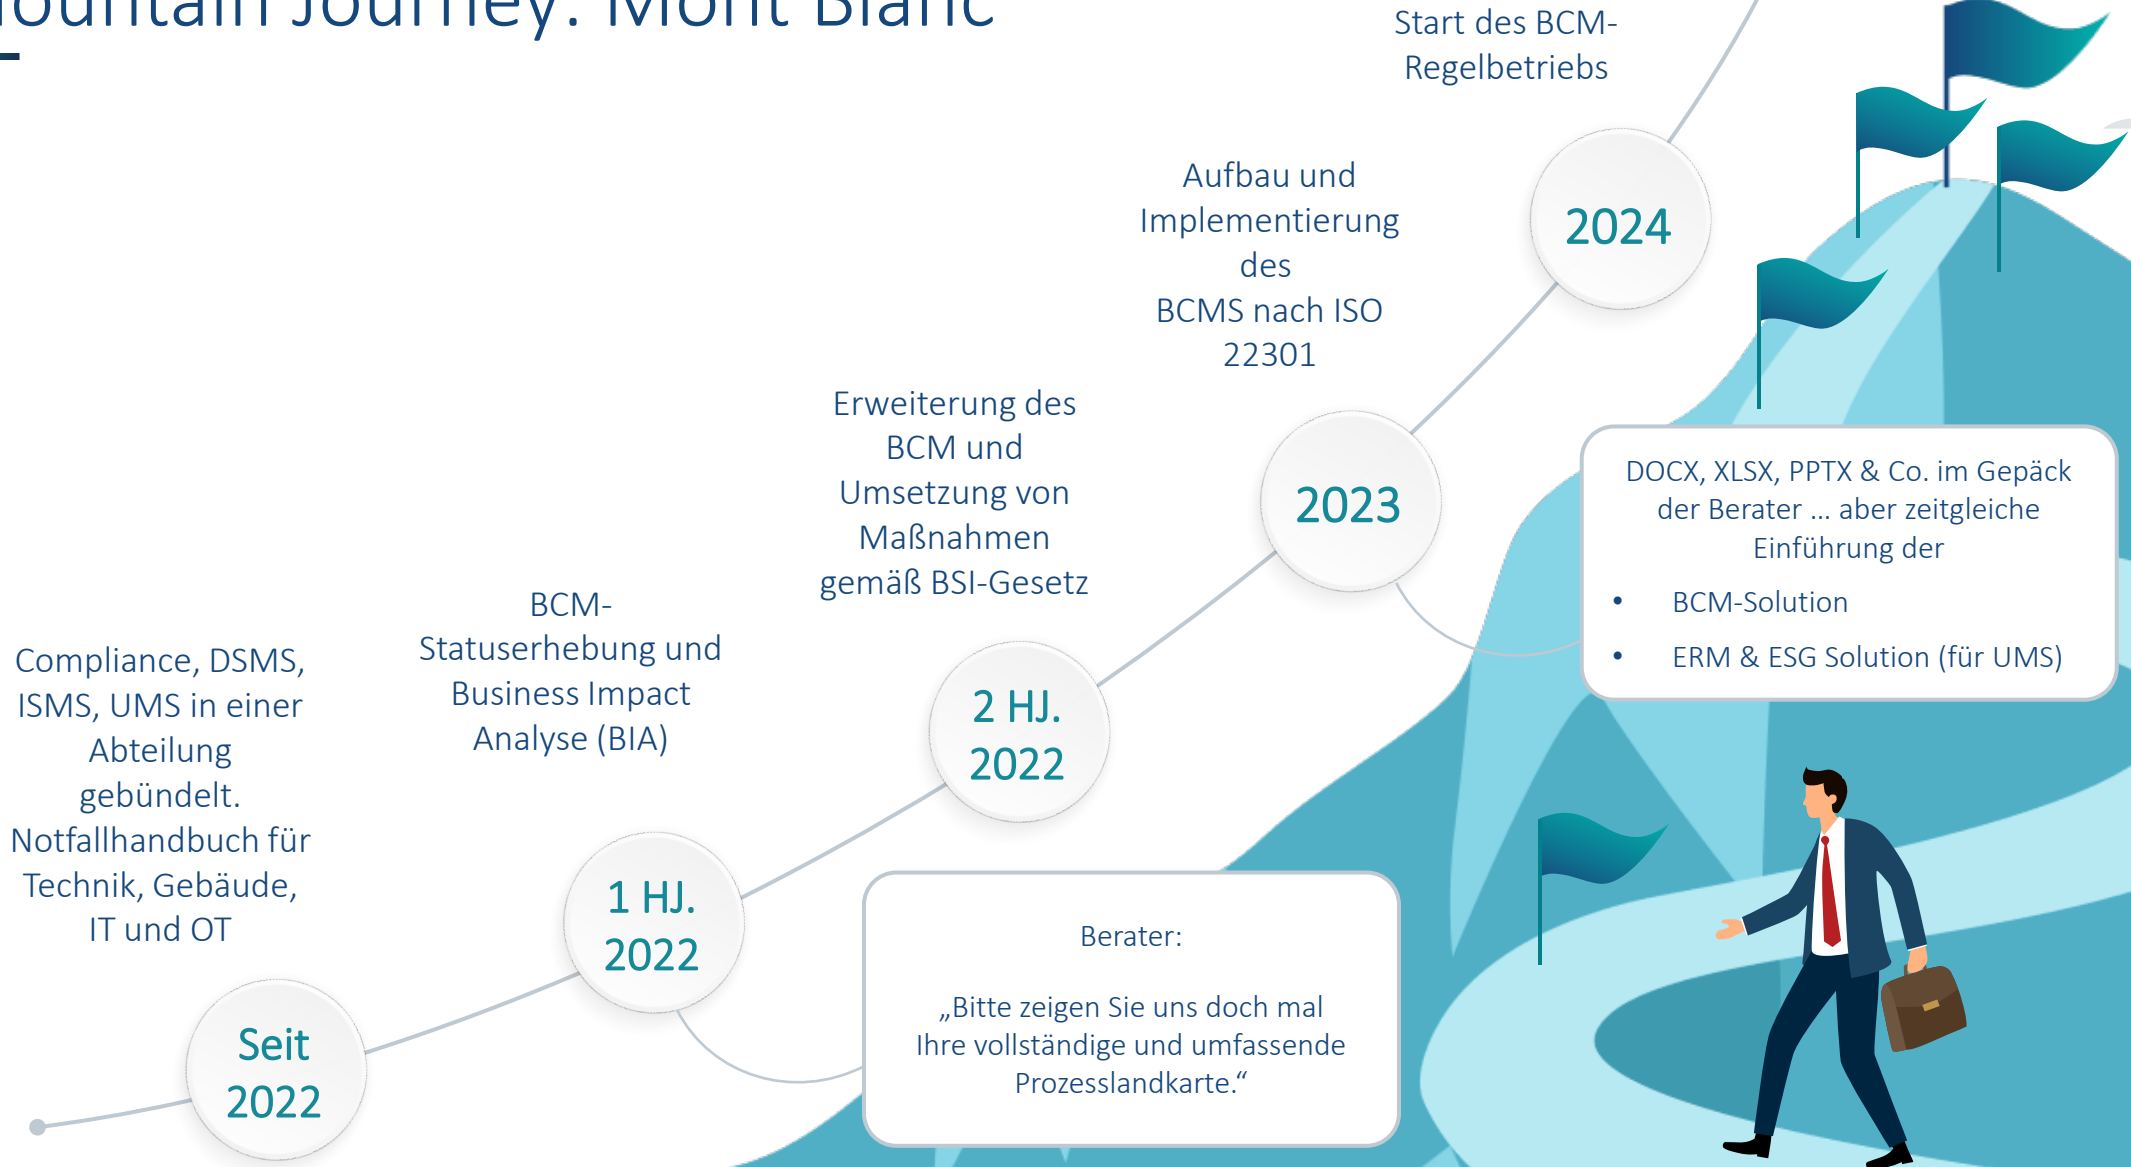 Journey: Mont Blanc
Compliance, DSMS,
ISMS, UMS in einer
Abteilung
gebündelt.
Notfallhandbuch für
Technik, Gebäude,
IT und OT
Seit
2022
BCM-
Statuserhebung und
Business Impact
Analyse (BIA)
1 HJ.
2022
Berater:
„Bitte zeigen Sie uns doch mal
Ihre vollständige und umfassende
Prozesslandkarte.“
Erweiterung des
BCM und
Umsetzung von
Maßnahmen
gemäß BSI-Gesetz
2 HJ.
2022
Aufbau und
Implementierung
des
BCMS nach ISO
22301
2023
DOCX, XLSX, PPTX & Co. im Gepäck
der Berater ... aber zeitgleiche
Einführung der
• BCM-Solution
• ERM & ESG Solution (für UMS)
Start des BCM-
Regelbetriebs
2024